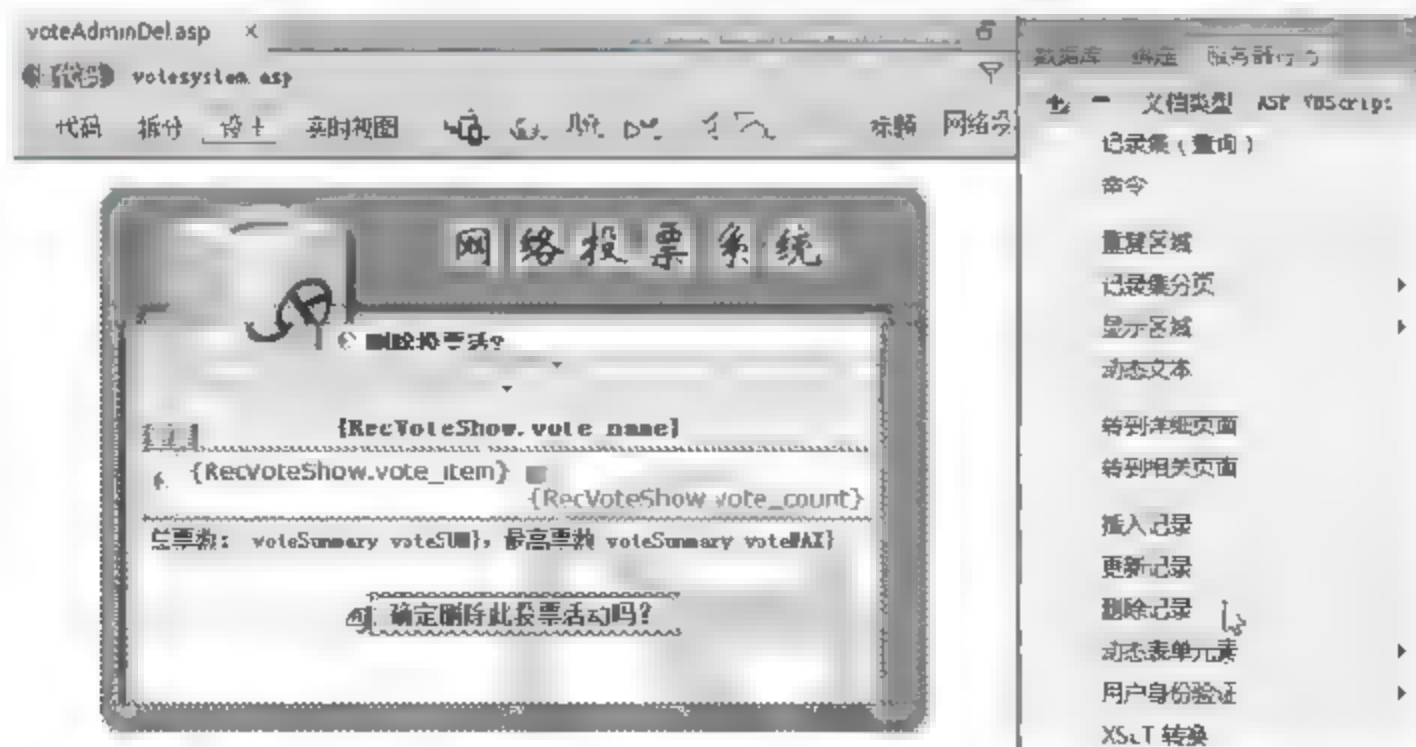 voteAdminDel.asp ×
源代码 votesystem.asp
代码 拆分 设计 实时视图 标题
网络投票系统
删除投票活动
{RecVoteShow.vote_name}
{RecVoteShow.vote_item}
{RecVoteShow.vote_count}
总票数： voteSummary voteSUM}，最高票数 voteSummary voteMAX}
确定删除此投票活动吗？
数据库 绑定 服务器行为
文档类型 ASP VBScript
记录集（查询）
命令
重复区域
记录集分页
显示区域
动态文本
转到详细页面
转到相关页面
插入记录
更新记录
删除记录
动态表单元素
用户身份验证
XSLT 转换